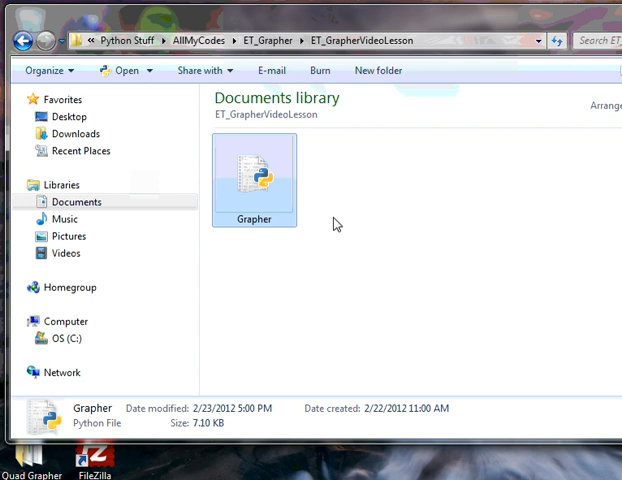 « Python Stuff ▸ AllMyCodes ▸ ET_Grapher ▸ ET_GrapherVideoLesson
Search ET_
Organize Open Share with E-mail Burn New folder
Favorites
Desktop
Downloads
Recent Places
Libraries
Documents
Music
Pictures
Videos
Homegroup
Computer
OS (C:)
Network
Documents library
ET_GrapherVideoLesson
Arrange
Grapher
Grapher Date modified: 2/23/2012 5:00 PM Date created: 2/22/2012 11:00 AM
Python File Size: 7.10 KB
Quad Grapher FileZilla